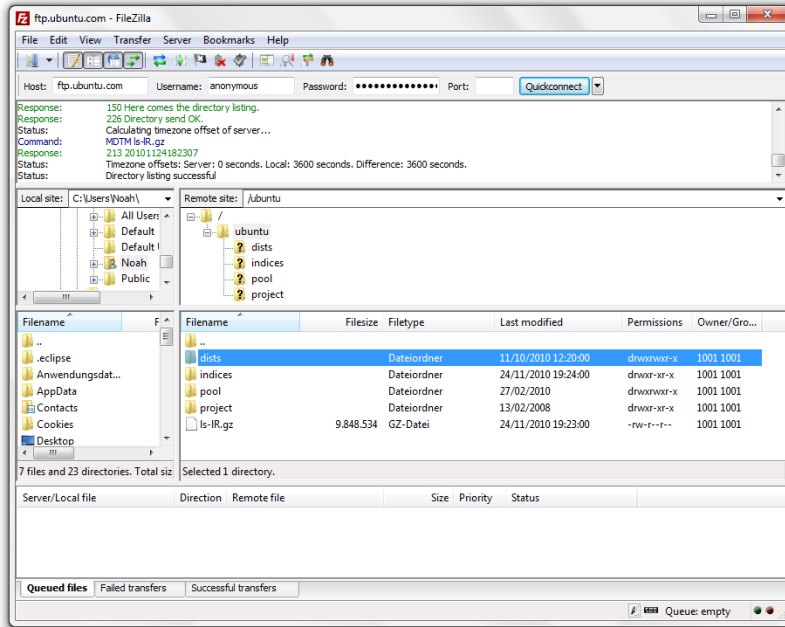 ftp.ubuntu.com - FileZilla
File Edit View Transfer Server Bookmarks Help
Host: ftp.ubuntu.com Username: anonymous Password: ●●●●●●●●●●●●●● Port: Quickconnect
Response: 150 Here comes the directory listing.
Response: 226 Directory send OK.
Status: Calculating timezone offset of server...
Command: MDTM ls-lR.gz
Response: 213 20101124182307
Status: Timezone offsets: Server: 0 seconds. Local: 3600 seconds. Difference: 3600 seconds.
Status: Directory listing successful
Local site: C:\Users\Noah\ Remote site: /ubuntu
All Users /
Default ubuntu
Default dists
Noah indices
Public pool
project
Filename F Filename Filesize Filetype Last modified Permissions Owner/Gro...
.. ..
.eclipse dists Dateiordner 11/10/2010 12:20:00 drwxrwxr-x 1001 1001
Anwendungsdat... indices Dateiordner 24/11/2010 19:24:00 drwxr-xr-x 1001 1001
AppData pool Dateiordner 27/02/2010 drwxrwxr-x 1001 1001
Contacts project Dateiordner 13/02/2008 drwxr-xr-x 1001 1001
Cookies ls-lR.gz 9.848.534 GZ-Datei 24/11/2010 19:23:00 -rw-r--r-- 1001 1001
Desktop
7 files and 23 directories. Total siz Selected 1 directory.
Server/Local file Direction Remote file Size Priority Status
Queued files Failed transfers Successful transfers
Queue: empty